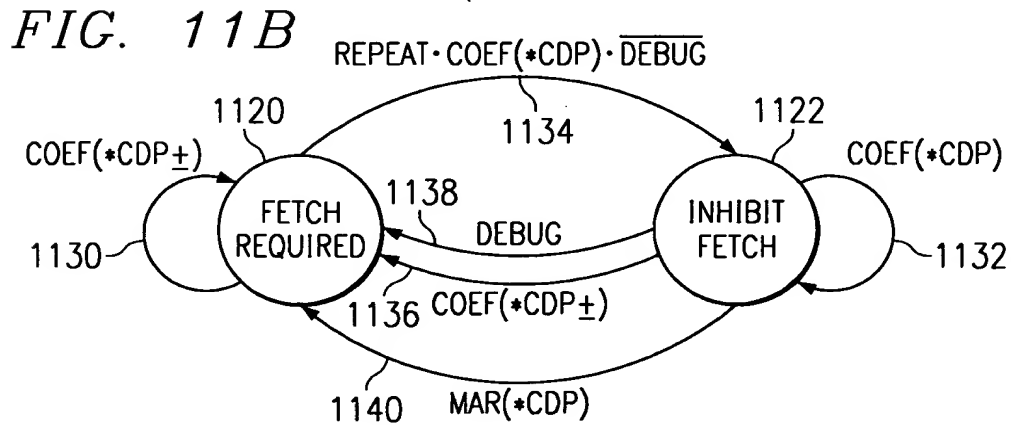 FIG. 11B
REPEAT·COEF(*CDP)·D̅E̅B̅U̅G̅
1134
1120
1122
COEF(*CDP±)
COEF(*CDP)
FETCH
REQUIRED
INHIBIT
FETCH
1138
DEBUG
1130
1132
1136
COEF(*CDP±)
1140
MAR(*CDP)